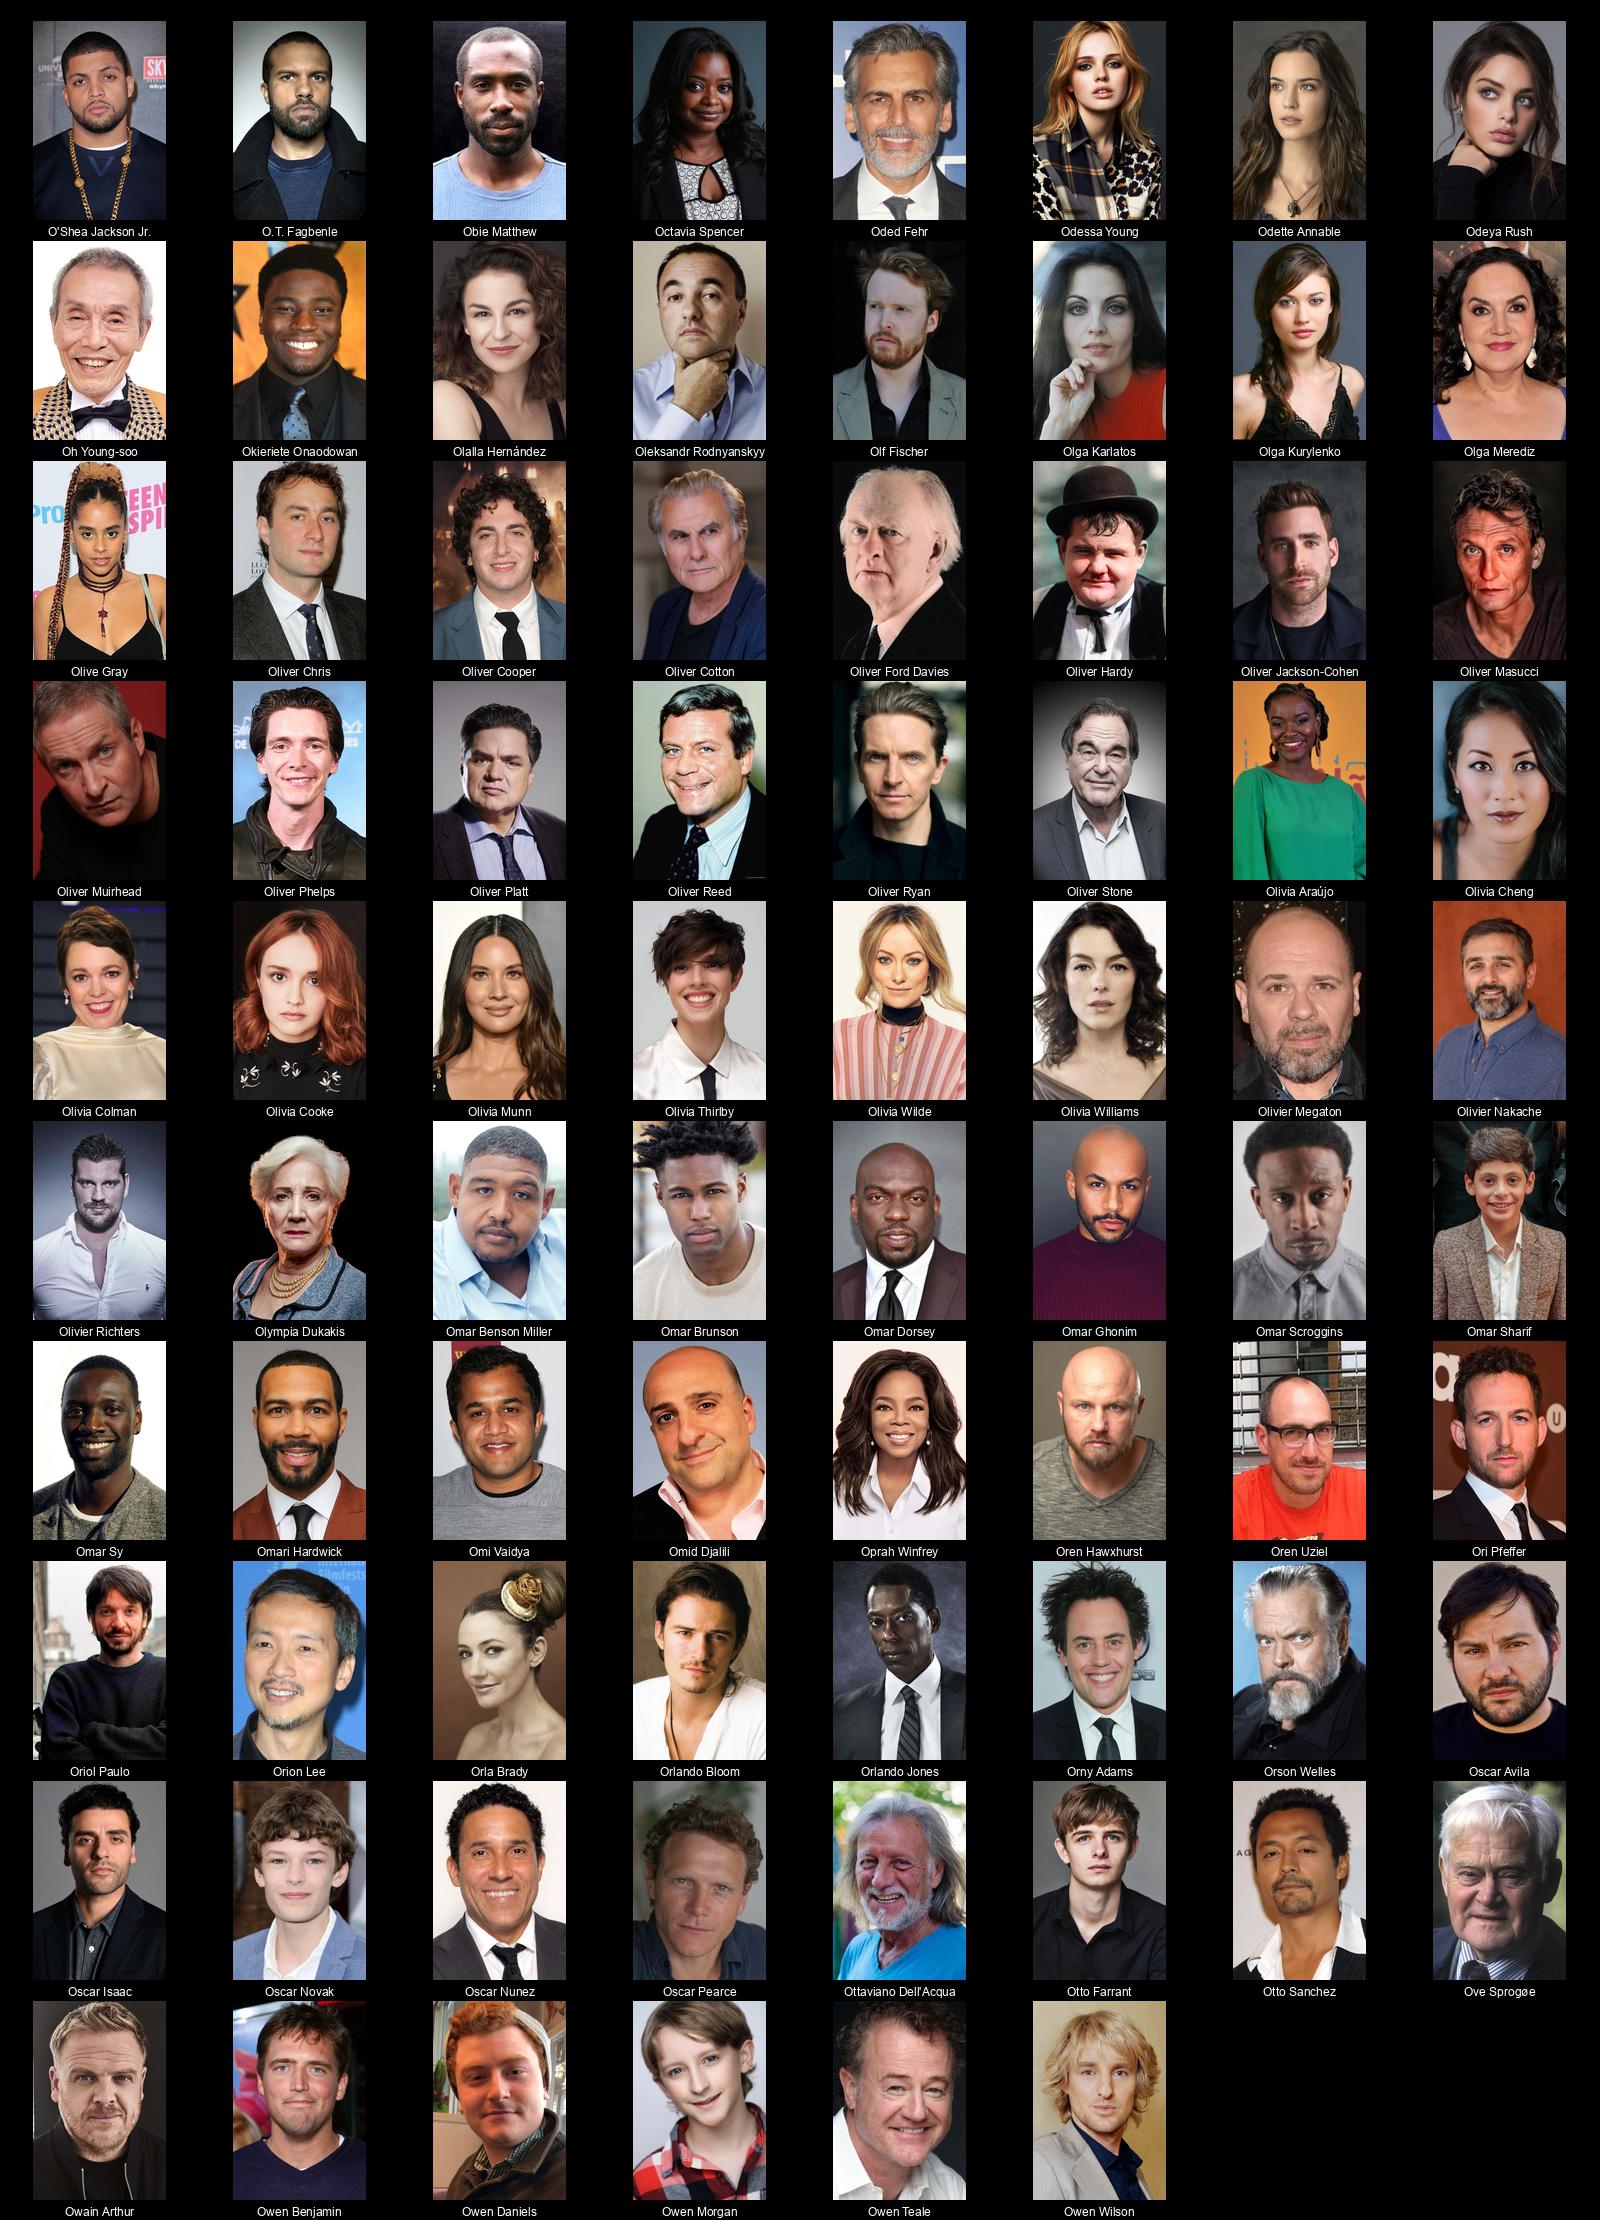 UNIV
SKY
O'Shea Jackson Jr.
O.T. Fagbenle
Obie Matthew
Octavia Spencer
Oded Fehr
Odessa Young
Odette Annable
Odeya Rush
Oh Young-soo
Okieriete Onaodowan
Olalla Hernández
Oleksandr Rodnyanskyy
Olf Fischer
Olga Karlatos
Olga Kurylenko
Olga Merediz
Pro
TEEN
SPI
Olive Gray
Oliver Chris
Oliver Cooper
Oliver Cotton
Oliver Ford Davies
Oliver Hardy
Oliver Jackson-Cohen
Oliver Masucci
DE
Oliver Muirhead
Oliver Phelps
Oliver Platt
Oliver Reed
Oliver Ryan
Oliver Stone
Olivia Araújo
Olivia Cheng
Olivia Colman
Olivia Cooke
Olivia Munn
Olivia Thirlby
Olivia Wilde
Olivia Williams
Olivier Megaton
Olivier Nakache
Olivier Richters
Olympia Dukakis
Omar Benson Miller
Omar Brunson
Omar Dorsey
Omar Ghonim
Omar Scroggins
Omar Sharif
Omar Sy
Omari Hardwick
Omi Vaidya
Omid Djalili
Oprah Winfrey
Oren Hawxhurst
Oren Uziel
Ori Pfeffer
Filmfests
Oriol Paulo
Orion Lee
Orla Brady
Orlando Bloom
Orlando Jones
Orny Adams
Orson Welles
Oscar Avila
AG
Oscar Isaac
Oscar Novak
Oscar Nunez
Oscar Pearce
Ottaviano Dell'Acqua
Otto Farrant
Otto Sanchez
Ove Sprogøe
Owain Arthur
Owen Benjamin
Owen Daniels
Owen Morgan
Owen Teale
Owen Wilson